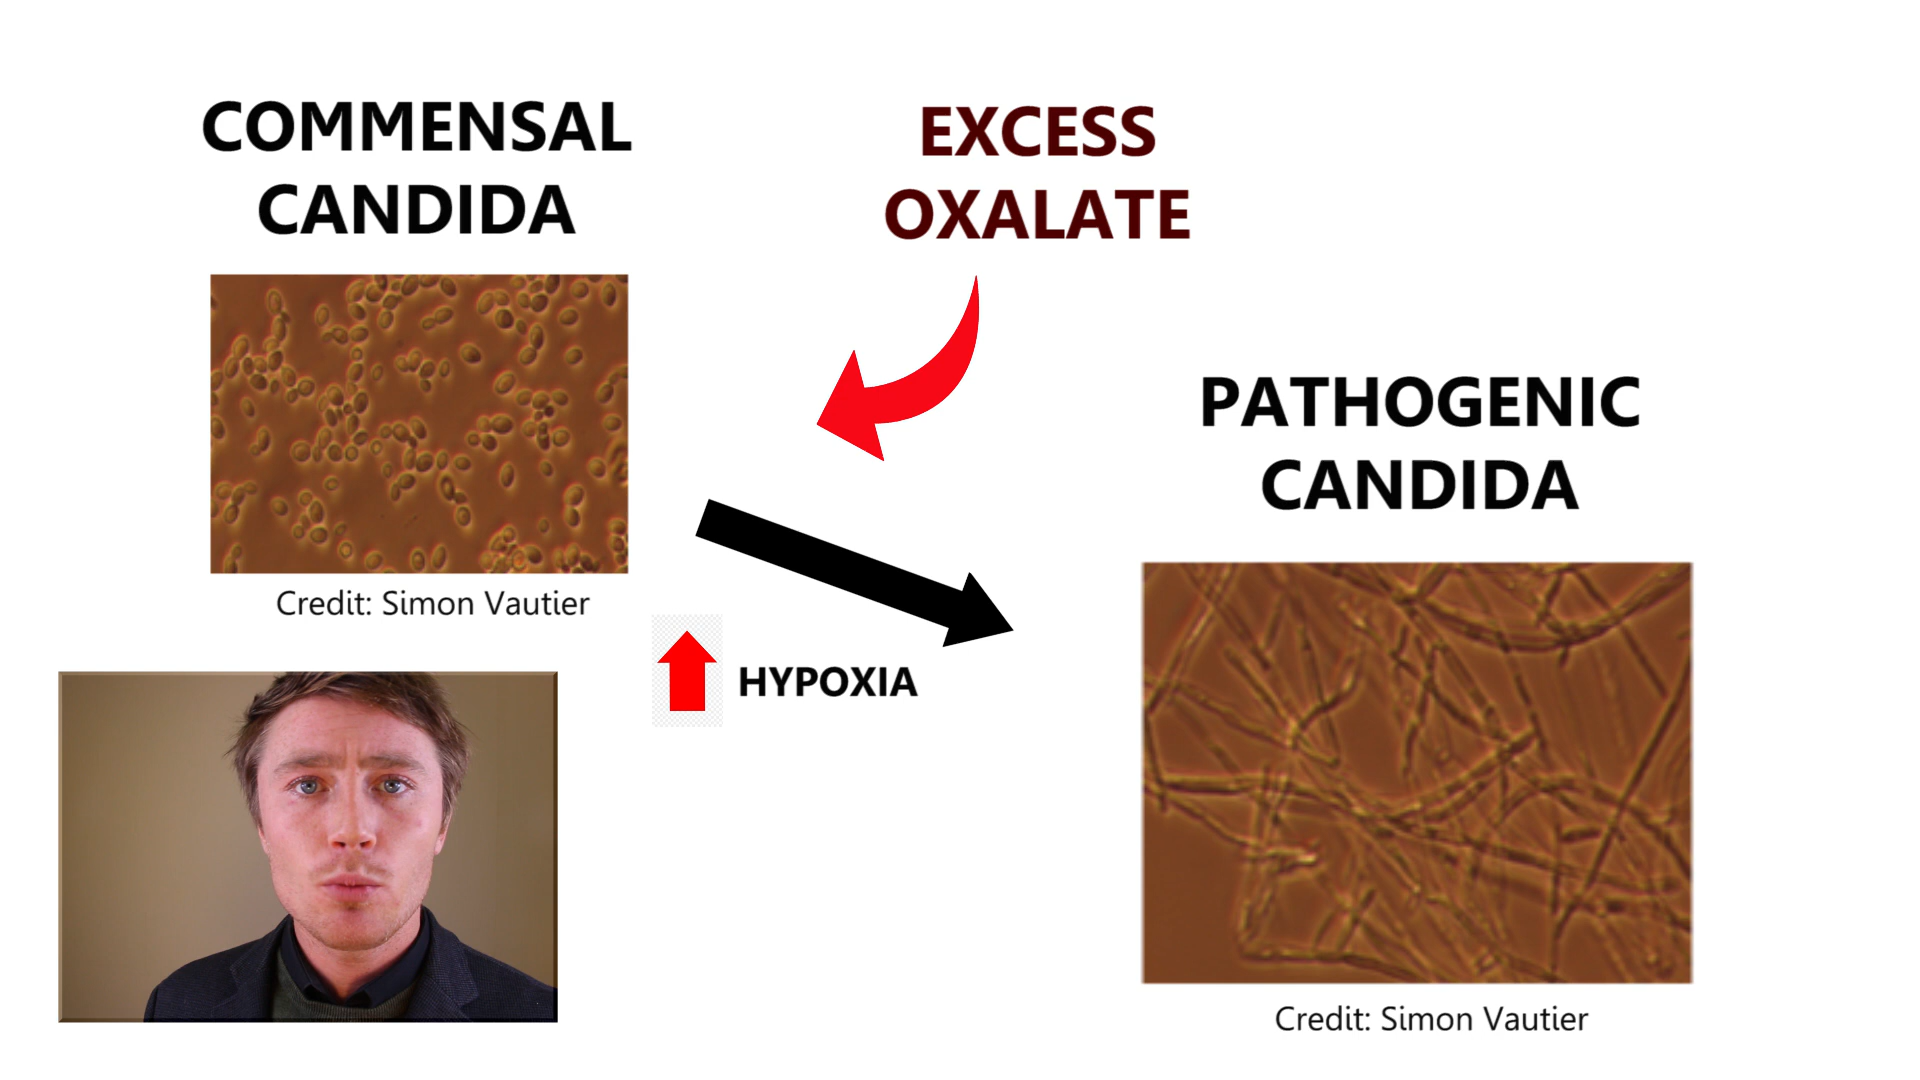 COMMENSAL
CANDIDA
Credit: Simon Vautier
EXCESS
OXALATE
HYPOXIA
PATHOGENIC
CANDIDA
Credit: Simon Vautier